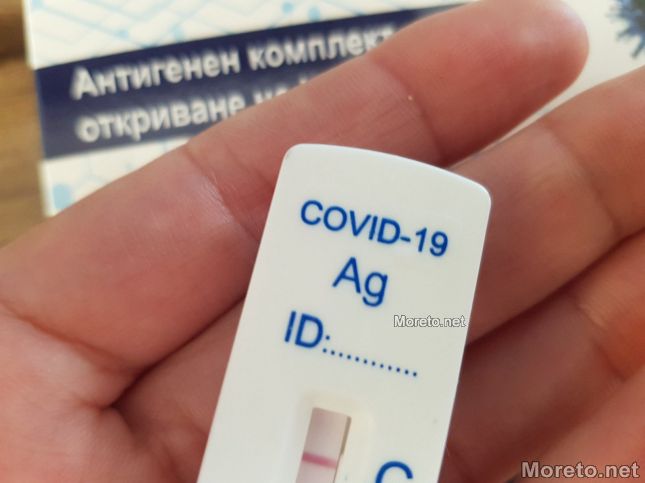 Антигенен комплект
откриване на
COVID-19
Ag
Moreto.net
ID:............
C
Moreto.net